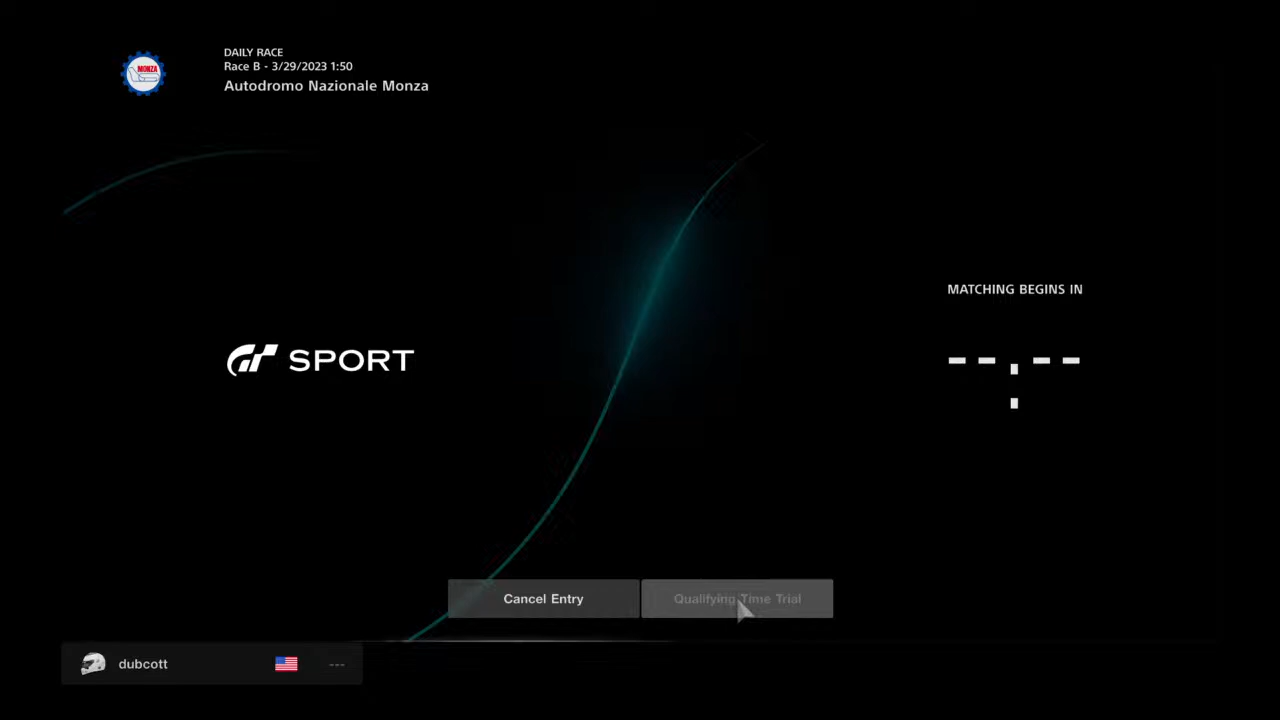 DAILY RACE
Race B - 3/29/2023 1:50
Autodromo Nazionale Monza
MONZA
MATCHING BEGINS IN
GT SPORT
-- : --
Cancel Entry
Qualifying Time Trial
dubcott
---